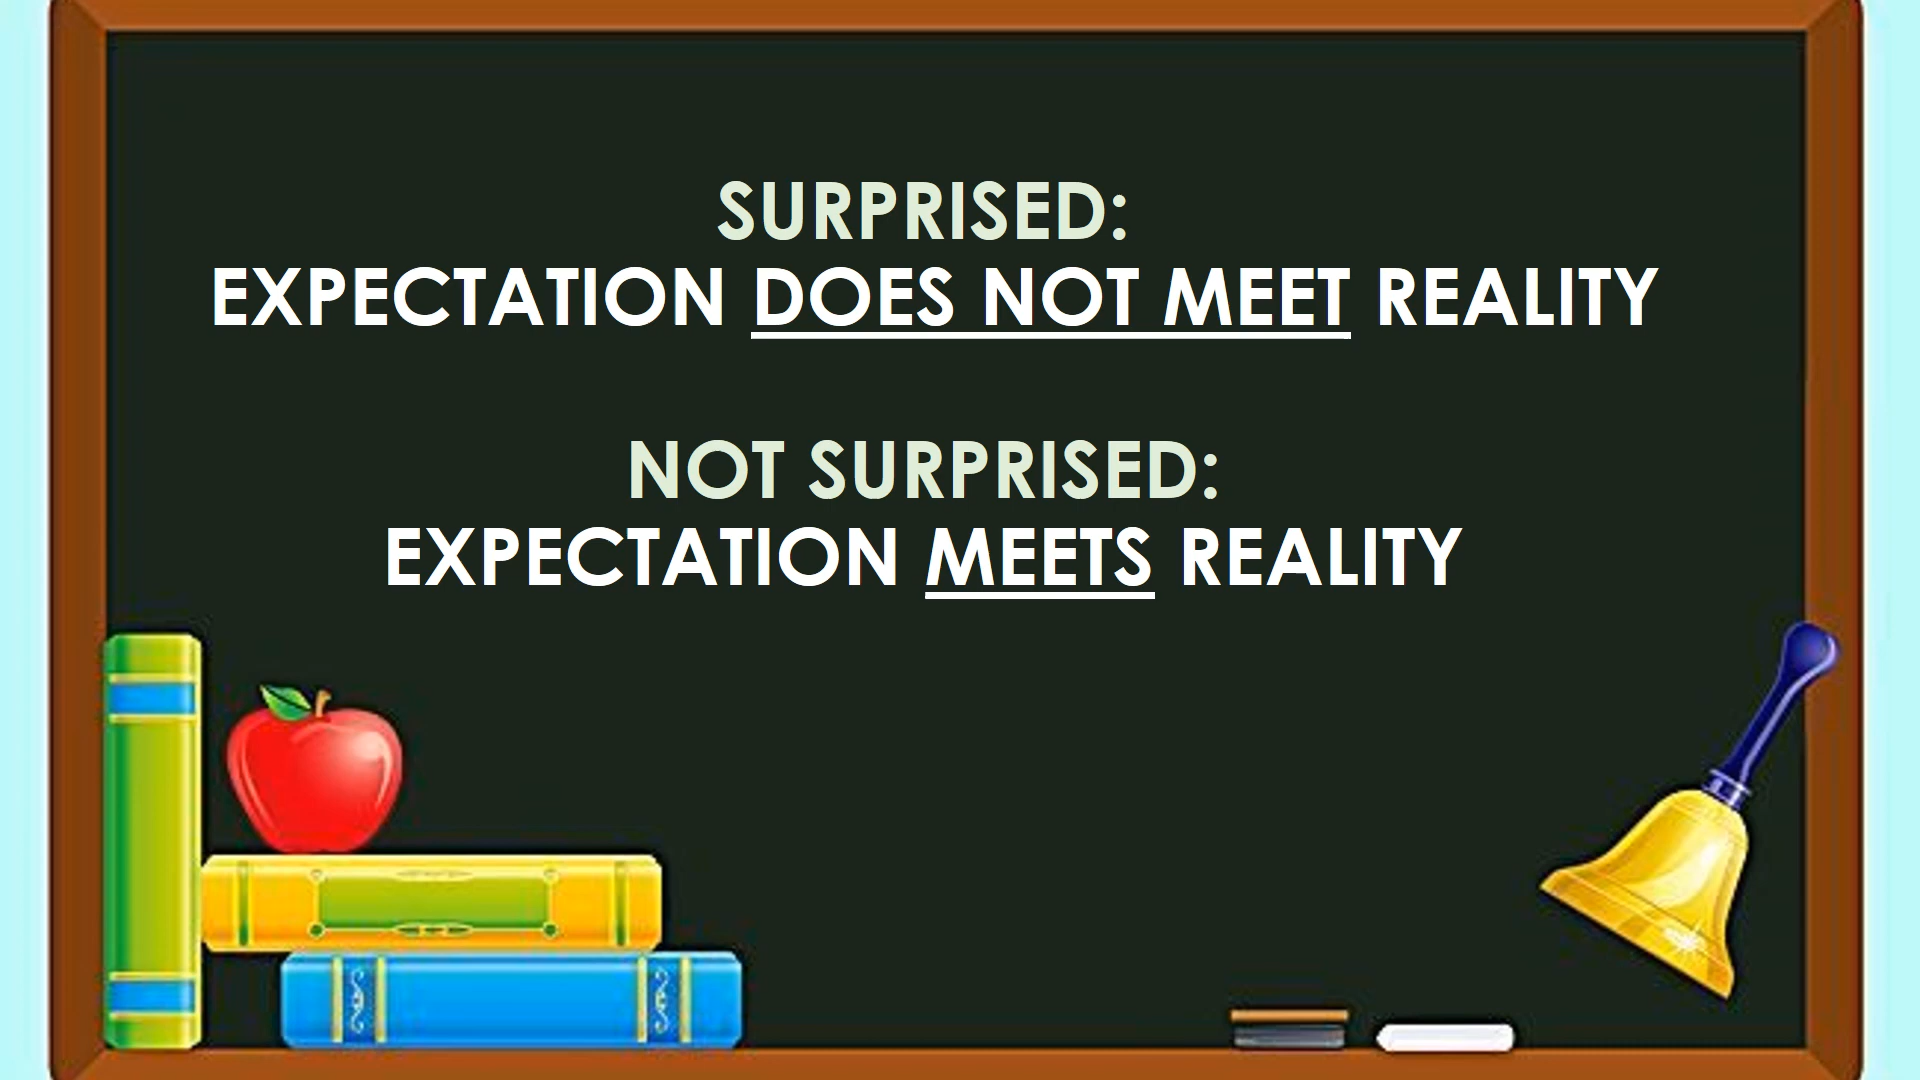 SURPRISED:
EXPECTATION DOES NOT MEET REALITY
NOT SURPRISED:
EXPECTATION MEETS REALITY